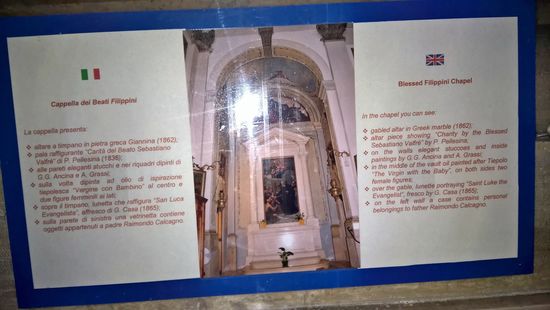 Cappella dei Beati Filippini
La cappella presenta:
altare a timpano in pietra greca Giannina (1862);
pala raffigurante "Carità del Beato Sebastiano
Valfrè" di P. Pellesina (1836);
alle pareti eleganti stucchi e nei riquadri dipinti di
G.G. Ancina e A. Grassi,
sulla volta dipinta ad olio di aspirazione
tiepolesca "Vergine con Bambino" al centro e
due figure femminili ai lati;
sopra il timpano, lunetta che raffigura "San Luca
Evangelista", affresco di G. Casa (1865);
sulla parete di sinistra una vetrinetta contiene
oggetti appartenuti a padre Raimondo Calcagno.
Blessed Filippini Chapel
In the chapel you can see:
gabled altar in Greek marble (1862);
altar piece showing "Charity by the Blessed
Sebastiano Valfrè" by P. Pellesina;
on the walls elegant stuccoes and inside
paintings by G.G. Ancina and A. Grassi;
in the middle of the vault oil painted after Tiepolo
"The Virgin with the Baby", on both sides two
female figures;
over the gable, lunette portraying "Saint Luke the
Evangelist", fresco by G. Casa (1865);
on the left wall a case contains personal
belongings to father Raimondo Calcagno.